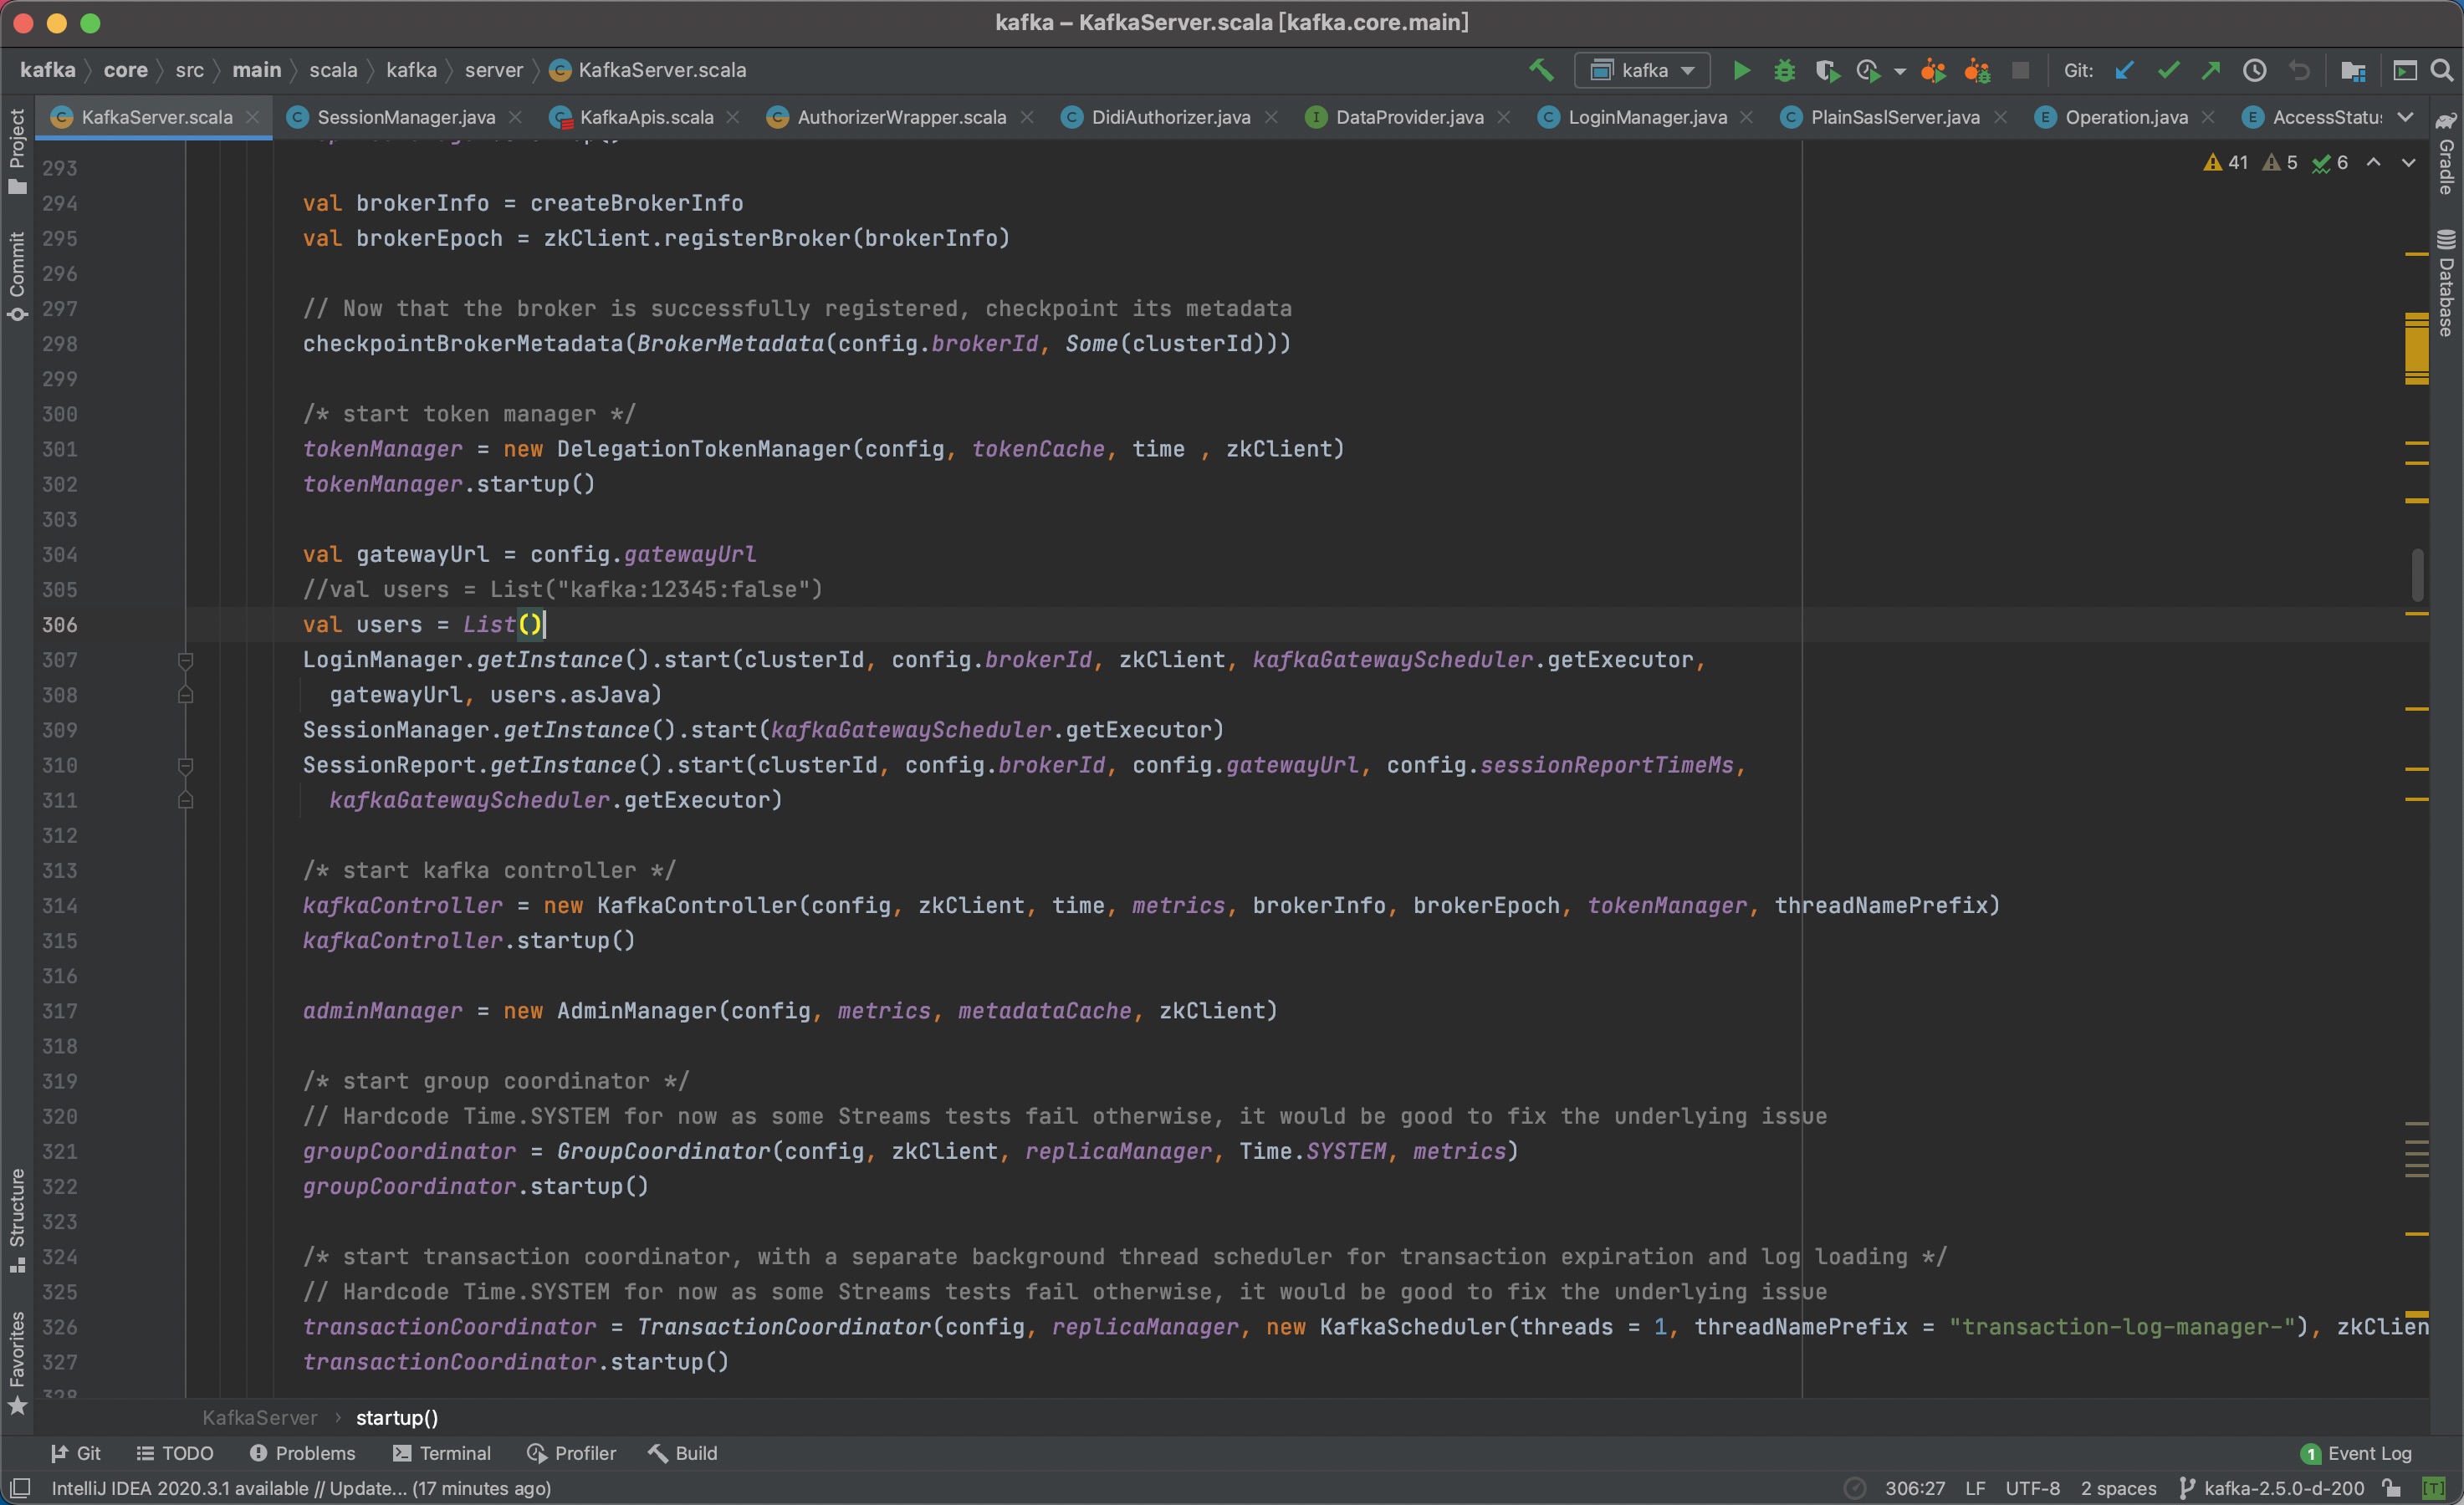 kafka – KafkaServer.scala [kafka.core.main]
kafka core src main scala kafka server KafkaServer.scala kafka Git:
KafkaServer.scala SessionManager.java KafkaApis.scala AuthorizerWrapper.scala DidiAuthorizer.java DataProvider.java LoginManager.java PlainSaslServer.java Operation.java AccessStatu
Project
Commit
Structure
Favorites
Gradle
Database
41 5 6
293
294 val brokerInfo = createBrokerInfo
295 val brokerEpoch = zkClient.registerBroker(brokerInfo)
296
297 // Now that the broker is successfully registered, checkpoint its metadata
298 checkpointBrokerMetadata(BrokerMetadata(config.brokerId, Some(clusterId)))
299
300 /* start token manager */
301 tokenManager = new DelegationTokenManager(config, tokenCache, time , zkClient)
302 tokenManager.startup()
303
304 val gatewayUrl = config.gatewayUrl
305 //val users = List("kafka:12345:false")
306 val users = List()
307 LoginManager.getInstance().start(clusterId, config.brokerId, zkClient, kafkaGatewayScheduler.getExecutor,
308 gatewayUrl, users.asJava)
309 SessionManager.getInstance().start(kafkaGatewayScheduler.getExecutor)
310 SessionReport.getInstance().start(clusterId, config.brokerId, config.gatewayUrl, config.sessionReportTimeMs,
311 kafkaGatewayScheduler.getExecutor)
312
313 /* start kafka controller */
314 kafkaController = new KafkaController(config, zkClient, time, metrics, brokerInfo, brokerEpoch, tokenManager, threadNamePrefix)
315 kafkaController.startup()
316
317 adminManager = new AdminManager(config, metrics, metadataCache, zkClient)
318
319 /* start group coordinator */
320 // Hardcode Time.SYSTEM for now as some Streams tests fail otherwise, it would be good to fix the underlying issue
321 groupCoordinator = GroupCoordinator(config, zkClient, replicaManager, Time.SYSTEM, metrics)
322 groupCoordinator.startup()
323
324 /* start transaction coordinator, with a separate background thread scheduler for transaction expiration and log loading */
325 // Hardcode Time.SYSTEM for now as some Streams tests fail otherwise, it would be good to fix the underlying issue
326 transactionCoordinator = TransactionCoordinator(config, replicaManager, new KafkaScheduler(threads = 1, threadNamePrefix = "transaction-log-manager-"), zkClien
327 transactionCoordinator.startup()
328
KafkaServer › startup()
Git TODO Problems Terminal Profiler Build 1 Event Log
IntelliJ IDEA 2020.3.1 available // Update... (17 minutes ago) 306:27 LF UTF-8 2 spaces kafka-2.5.0-d-200 [T]